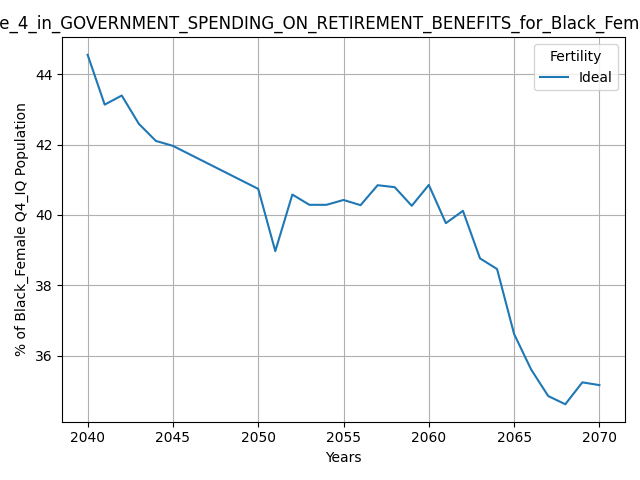 e_4_in_GOVERNMENT_SPENDING_ON_RETIREMENT_BENEFITS_for_Black_Fem
Fertility
Ideal
44
42
40
38
36
% of Black_Female Q4_IQ Population
2040 2045 2050 2055 2060 2065 2070
Years